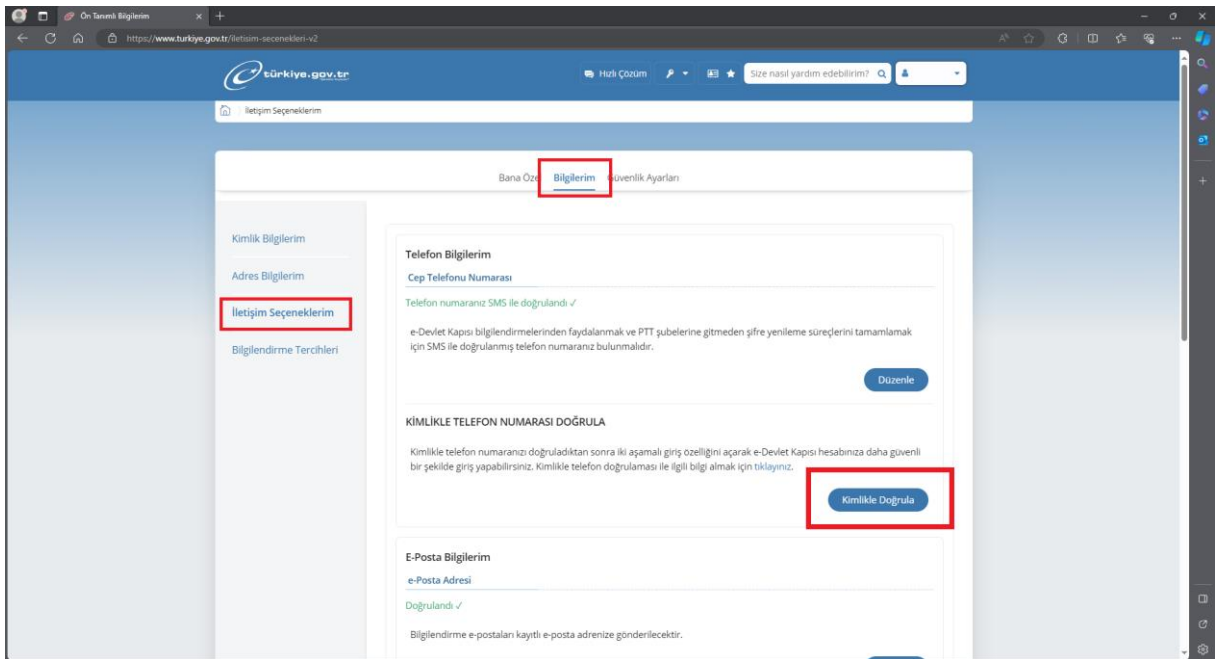 Ön Tanımlı Bilgilerim
https://www.turkiye.gov.tr/iletisim-secenekleri-v2
türkiye.gov.tr
Hızlı Çözüm
Size nasıl yardım edebilirim?
İletişim Seçeneklerim
Bana Öze
Bilgilerim
üvenlik Ayarları
Kimlik Bilgilerim
Adres Bilgilerim
İletişim Seçeneklerim
Bilgilendirme Tercihleri
Telefon Bilgilerim
Cep Telefonu Numarası
Telefon numaranız SMS ile doğrulandı ✓
e-Devlet Kapısı bilgilendirmelerinden faydalanmak ve PTT şubelerine gitmeden şifre yenileme süreçlerini tamamlamak
için SMS ile doğrulanmış telefon numaranız bulunmalıdır.
Düzenle
KİMLİKLE TELEFON NUMARASI DOĞRULA
Kimlikle telefon numaranızı doğruladıktan sonra iki aşamalı giriş özelliğini açarak e-Devlet Kapısı hesabınıza daha güvenli
bir şekilde giriş yapabilirsiniz. Kimlikle telefon doğrulaması ile ilgili bilgi almak için tıklayınız.
Kimlikle Doğrula
E-Posta Bilgilerim
e-Posta Adresi
Doğrulandı ✓
Bilgilendirme e-postaları kayıtlı e-posta adrenize gönderilecektir.